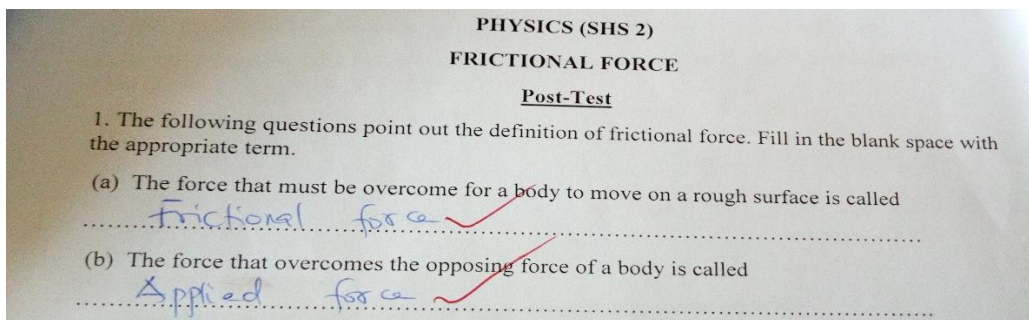 PHYSICS (SHS 2)
FRICTIONAL FORCE
Post-Test
1. The following questions point out the definition of frictional force. Fill in the blank space with
the appropriate term.
(a) The force that must be overcome for a body to move on a rough surface is called
Frictional force
(b) The force that overcomes the opposing force of a body is called
Applied force